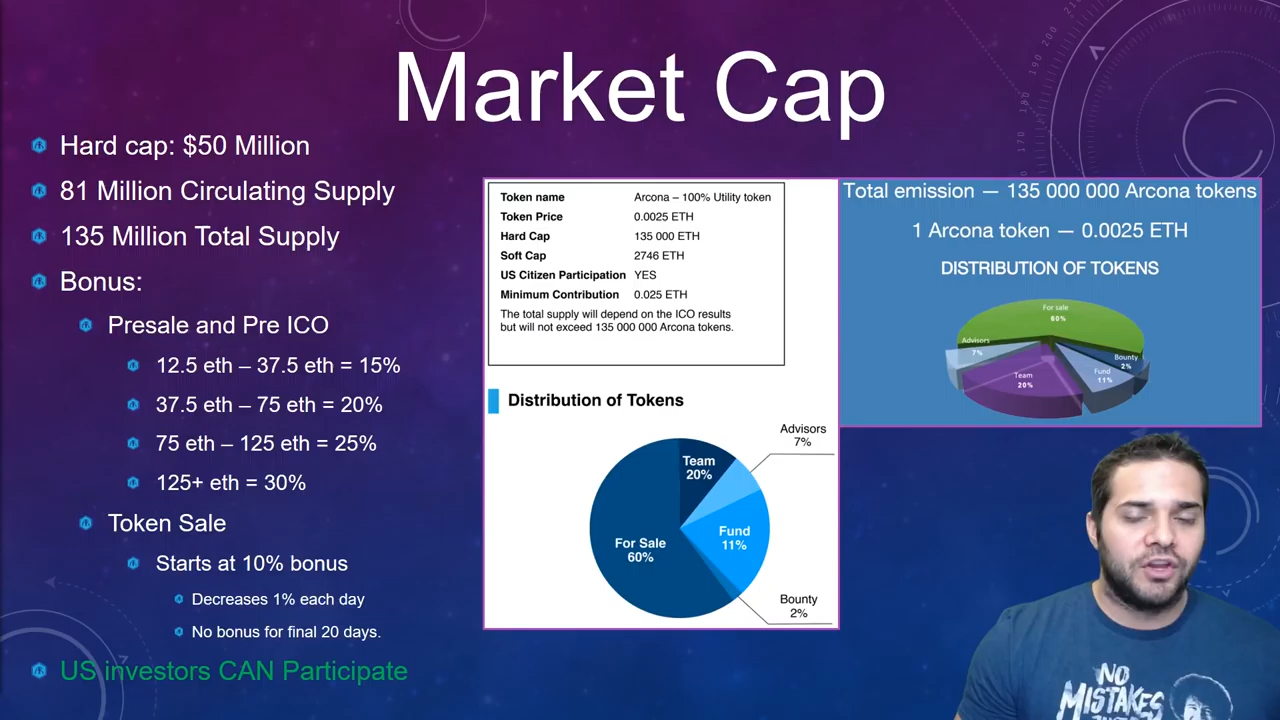 Market Cap
Hard cap: $50 Million
81 Million Circulating Supply
135 Million Total Supply
Bonus:
Presale and Pre ICO
12.5 eth – 37.5 eth = 15%
37.5 eth – 75 eth = 20%
75 eth – 125 eth = 25%
125+ eth = 30%
Token Sale
Starts at 10% bonus
Decreases 1% each day
No bonus for final 20 days.
US investors CAN Participate
Token name Arcona – 100% Utility token
Token Price 0.0025 ETH
Hard Cap 135 000 ETH
Soft Cap 2746 ETH
US Citizen Participation YES
Minimum Contribution 0.025 ETH
The total supply will depend on the ICO results
but will not exceed 135 000 000 Arcona tokens.
Distribution of Tokens
Advisors
7%
Team
20%
Fund
11%
For Sale
60%
Bounty
2%
Total emission — 135 000 000 Arcona tokens
1 Arcona token — 0.0025 ETH
DISTRIBUTION OF TOKENS
For sale
60%
Advisors
7%
Bounty
2%
Fund
11%
Team
20%
200
190
180
170
NO
MISTAKES